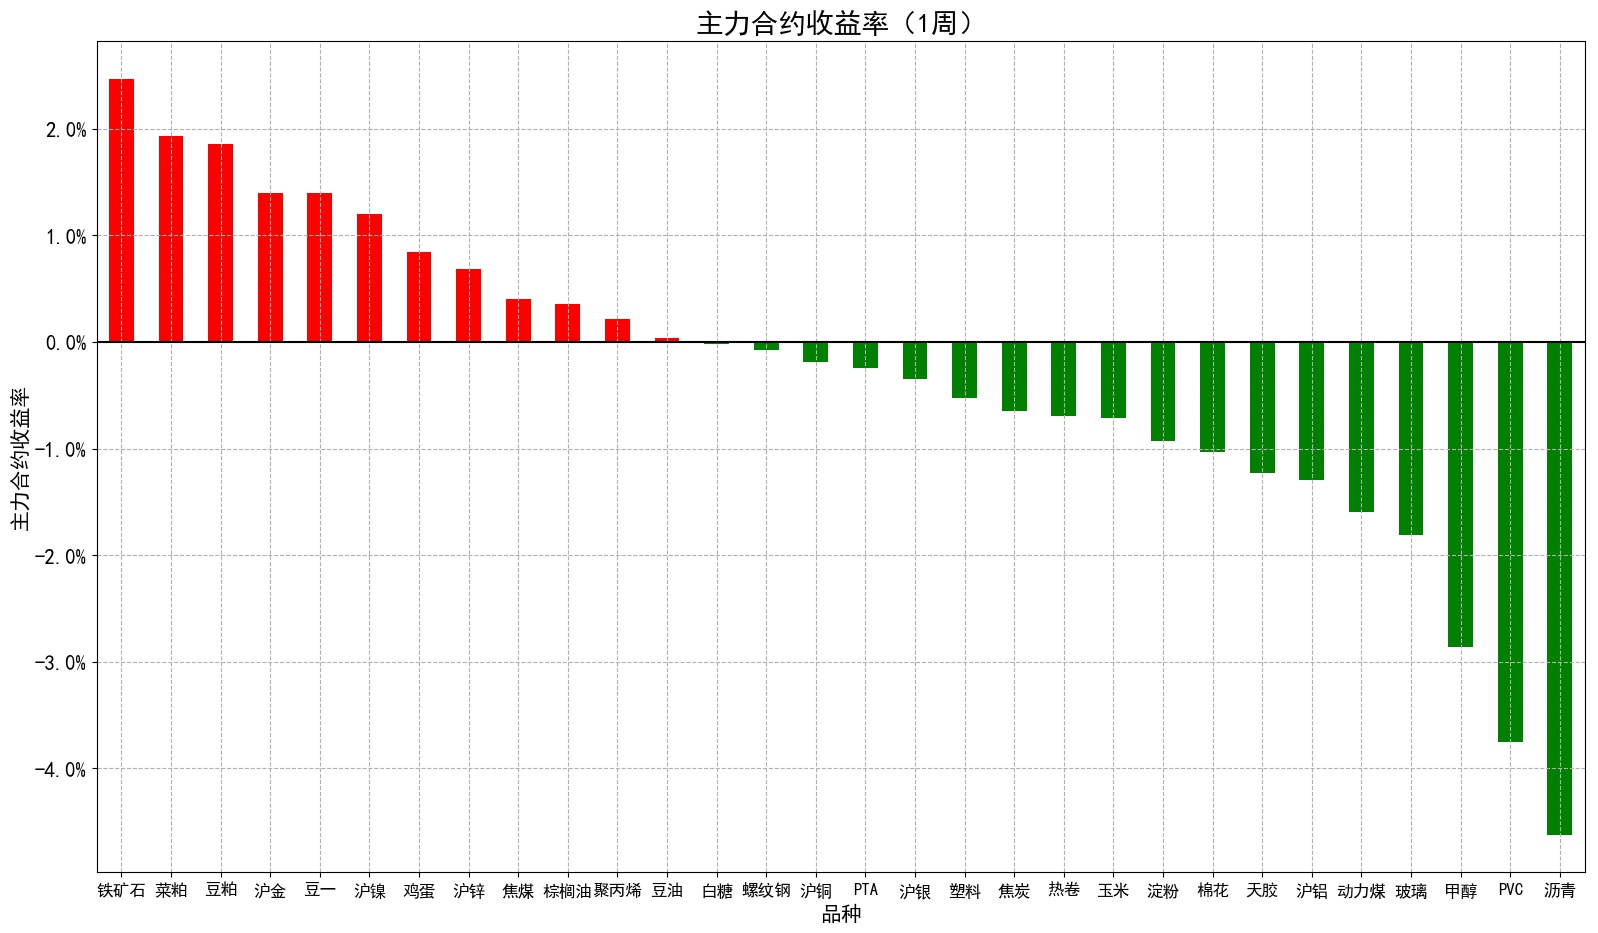 主力合约收益率（1周）
2.0%
1.0%
0.0%
-1.0%
-2.0%
-3.0%
-4.0%
主力合约收益率
铁矿石 菜粕 豆粕 沪金 豆一 沪镍 鸡蛋 沪锌 焦煤 棕榈油 聚丙烯 豆油 白糖 螺纹钢 沪铜 PTA 沪银 塑料 焦炭 热卷 玉米 淀粉 棉花 天胶 沪铝 动力煤 玻璃 甲醇 PVC 沥青
品种